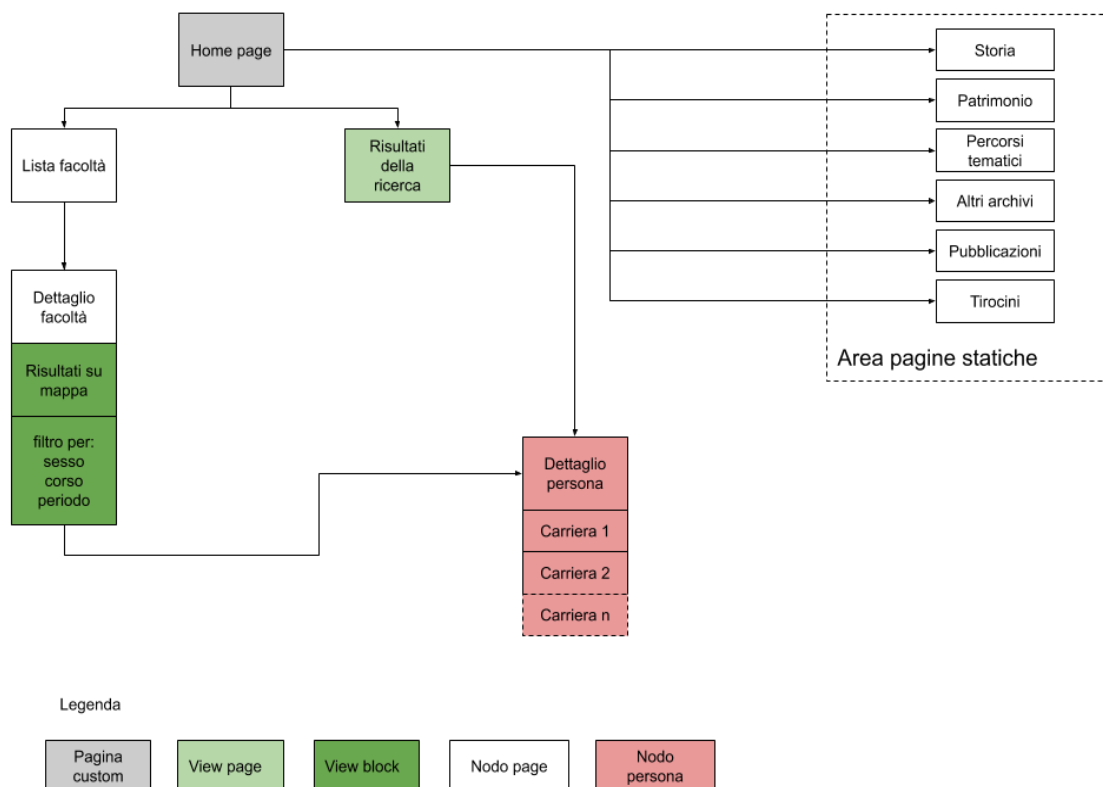 Home page
Storia
Patrimonio
Percorsi
tematici
Altri archivi
Pubblicazioni
Tirocini
Area pagine statiche
Lista facoltà
Risultati
della
ricerca
Dettaglio
facoltà
Risultati su
mappa
filtro per:
sesso
corso
periodo
Dettaglio
persona
Carriera 1
Carriera 2
Carriera n
Legenda
Pagina
custom
View page
View block
Nodo page
Nodo
persona